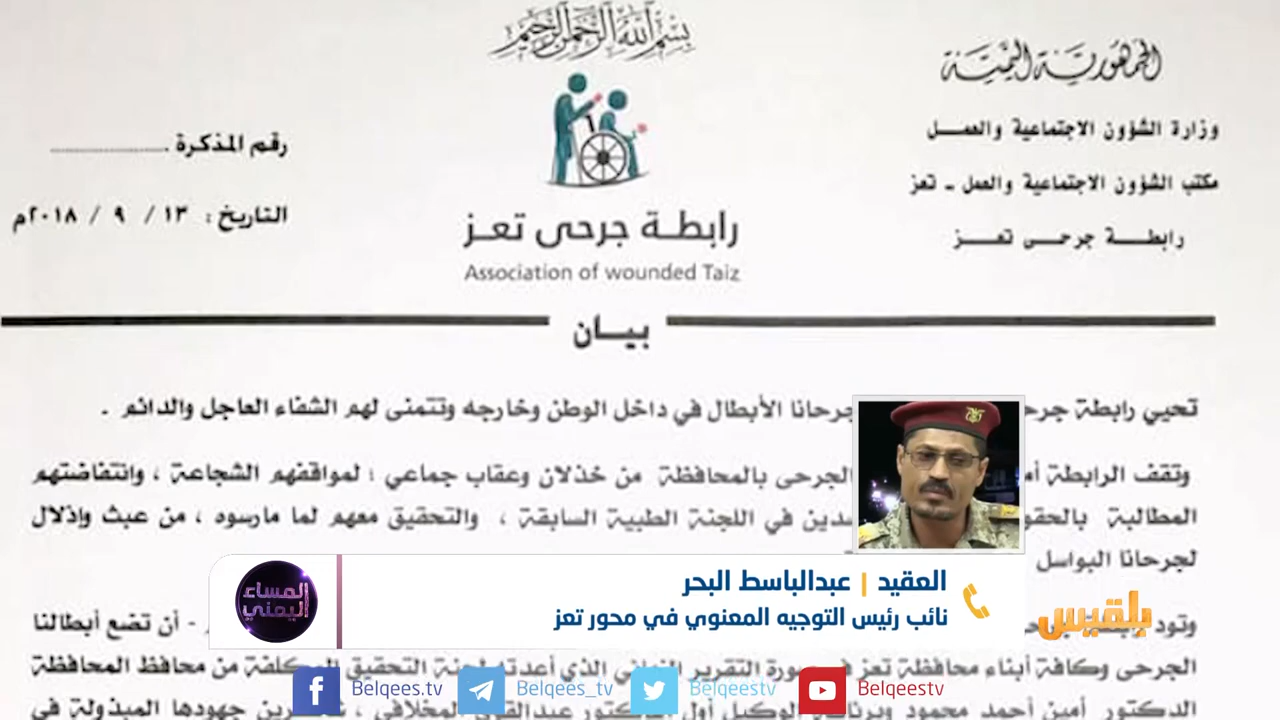 بسم الله الرحمن الرحيم
الجمهورية اليمنية
وزارة الشؤون الاجتماعية والعمل
مكتب الشؤون الاجتماعية والعمل ـ تعز
رابطة جرحى تعز
رقم المذكرة .....................
التاريخ : ١٣ / ٩ / ٢٠١٨م
رابطة جرحى تعز
Association of wounded Taiz
بيان
تحيي رابطة جرحانا الأبطال في داخل الوطن وخارجه وتتمنى لهم الشفاء العاجل والدائم .
وتقف الرابطة الجرحى بالمحافظة من خذلان وعقاب جماعي ؛ لمواقفهم الشجاعة ، وانتفاضتهم
المطالبة في اللجنة الطبية السابقة ، والتحقيق معهم لما مارسوه ، من عبث وإذلال
لجرحانا البواسل
وتود - أن تضع أبطالنا
الجرحى وكافة أبناء محافظة تعز التقرير الذي أعدته لجنة التحقيق المكلفة من محافظ المحافظة
الدكتور أمين أحمد محمود الوكيل أول المخلافي ، جهودها المبذولة في
العقيد | عبدالباسط البحر
نائب رئيس التوجيه المعنوي في محور تعز
المساء اليمني
بلقيس
Belqees.tv
Belqees_tv
Belqeestv
Belqeestv